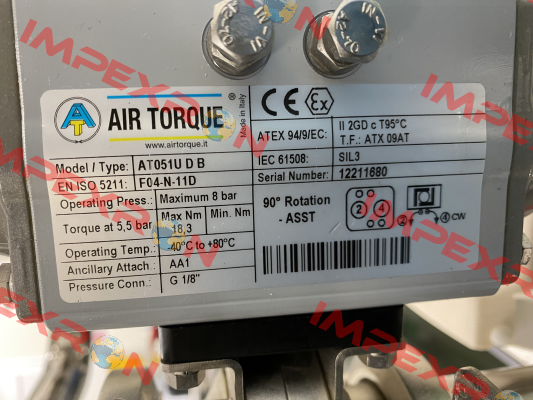 AIR TORQUE ®
www.airtorque.it
Made in Italy
CE Ex
ATEX 94/9/EC: II 2GD c T95°C
T.F.: ATX 09AT
IEC 61508: SIL3
Serial Number: 12211680
Model / Type: AT051U D B
EN ISO 5211: F04-N-11D
Operating Press.: Maximum 8 bar
Max Nm Min. Nm
Torque at 5,5 bar 18,3
Operating Temp.: -40°C to +80°C
Ancillary Attach.: AA1
Pressure Conn.: G 1/8"
90° Rotation
- ASST
2 4
2 4 CW
IMPEXRON
IMPEXRON
IMPEXRON
IMPEXRON